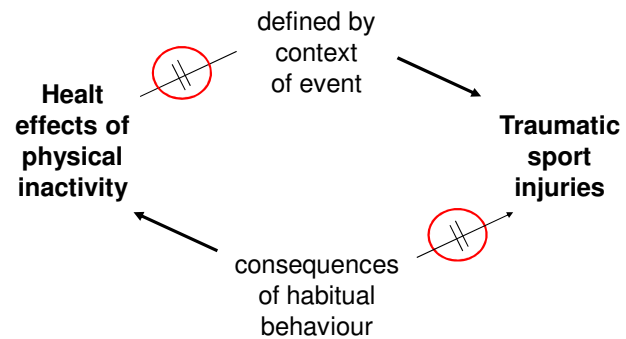 defined by
context
of event
Healt
effects of
physical
inactivity
Traumatic
sport
injuries
consequences
of habitual
behaviour